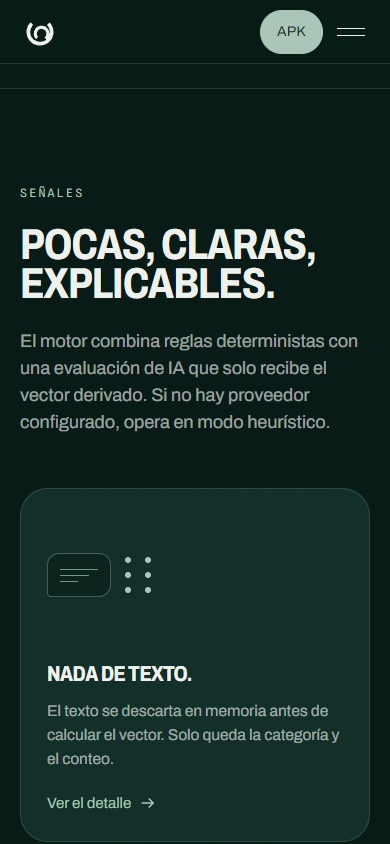 APK
SEÑALES
POCAS, CLARAS,
EXPLICABLES.
El motor combina reglas deterministas con
una evaluación de IA que solo recibe el
vector derivado. Si no hay proveedor
configurado, opera en modo heurístico.
NADA DE TEXTO.
El texto se descarta en memoria antes de
calcular el vector. Solo queda la categoría y
el conteo.
Ver el detalle →